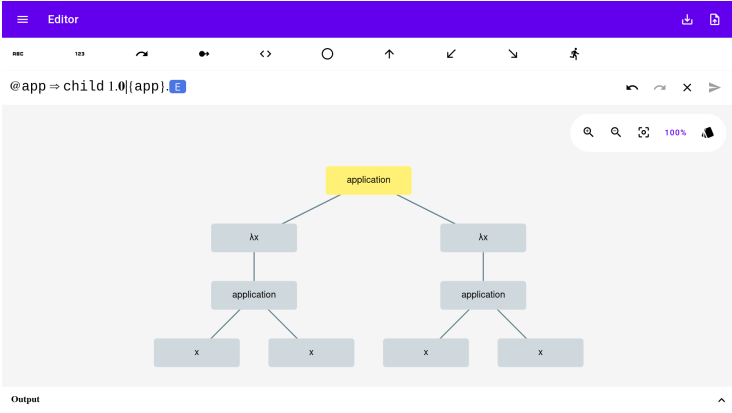 Editor
ABC 123 <>
@app ⇒ child 1.0|{app}.E
100%
application
λx λx
application application
x x x x
Output